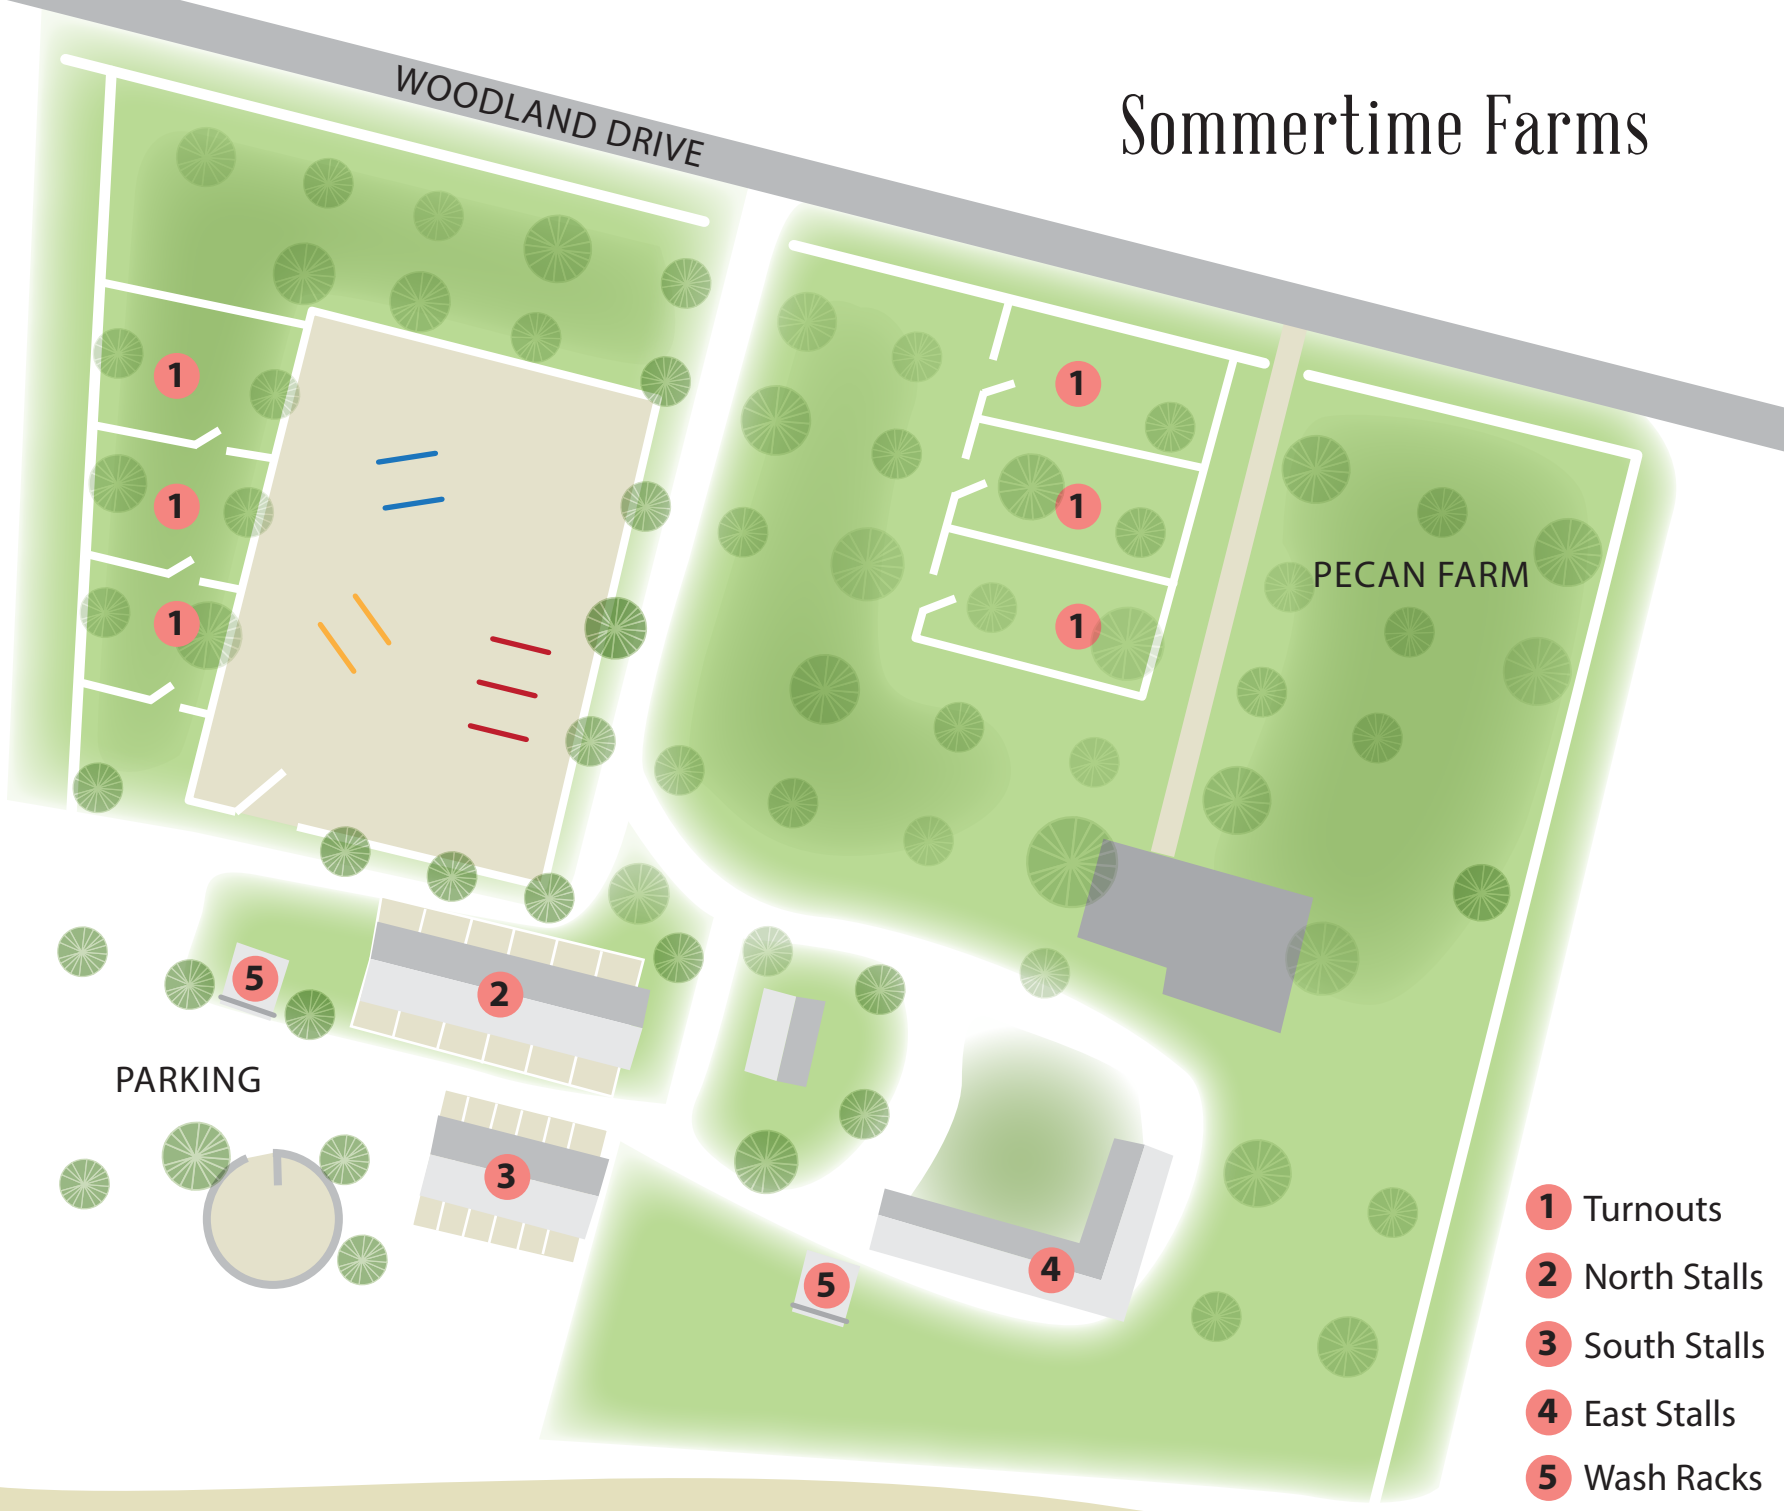 WOODLAND DRIVE
Sommertime Farms
1
1
1
1
1
1
PECAN FARM
5
2
PARKING
3
4
5
1 Turnouts
2 North Stalls
3 South Stalls
4 East Stalls
5 Wash Racks